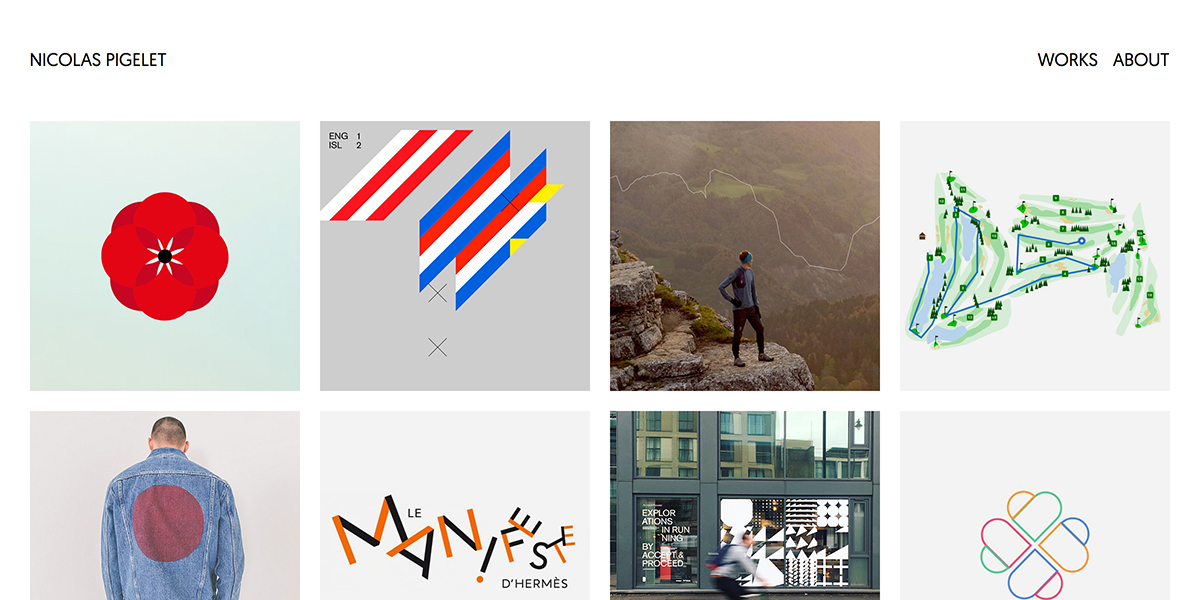 NICOLAS PIGELET
WORKS ABOUT
ENG 1
ISL 2
LE
MANIFESTE
D'HERMÈS
EXPLOR
ATIONS
IN RUN
NING
BY
ACCEPT &
PROCEED